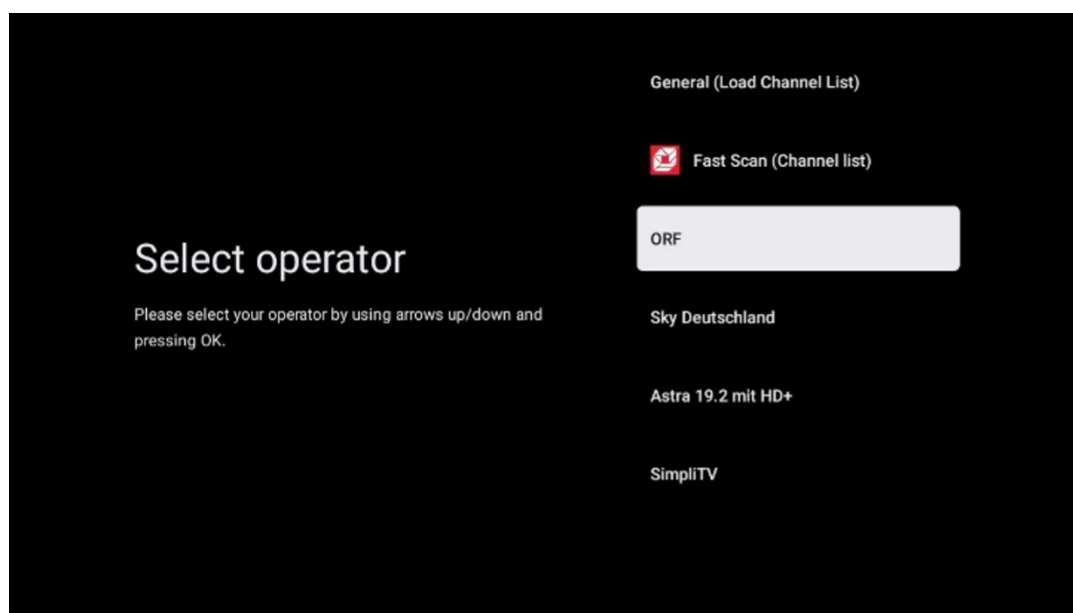 Select operator
Please select your operator by using arrows up/down and
pressing OK.
General (Load Channel List)
Fast Scan (Channel list)
ORF
Sky Deutschland
Astra 19.2 mit HD+
SimpliTV